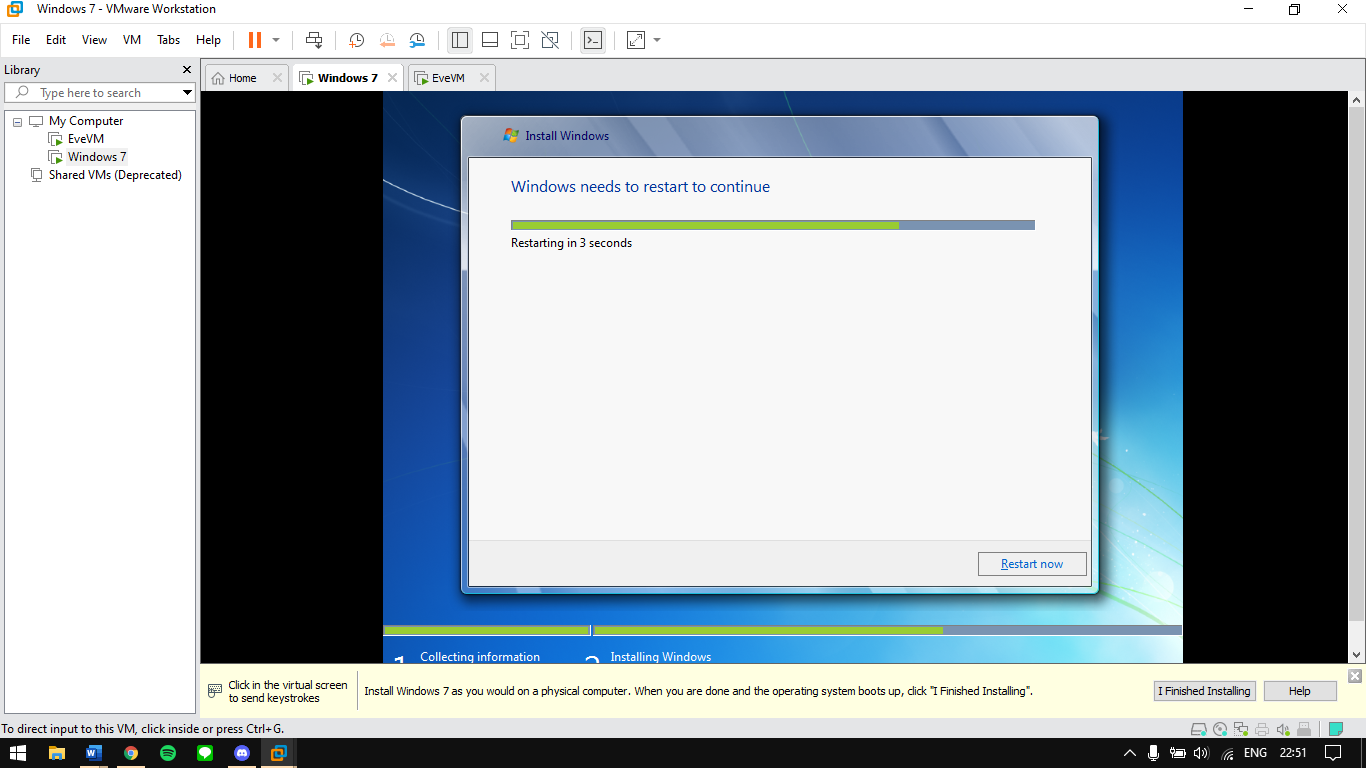 Windows 7 - VMware Workstation
File Edit View VM Tabs Help
Library
Type here to search
My Computer
EveVM
Windows 7
Shared VMs (Deprecated)
Home
Windows 7
EveVM
Install Windows
Windows needs to restart to continue
Restarting in 3 seconds
Restart now
1 Collecting information
2 Installing Windows
Click in the virtual screen
to send keystrokes
Install Windows 7 as you would on a physical computer. When you are done and the operating system boots up, click "I Finished Installing".
I Finished Installing
Help
To direct input to this VM, click inside or press Ctrl+G.
ENG
22:51